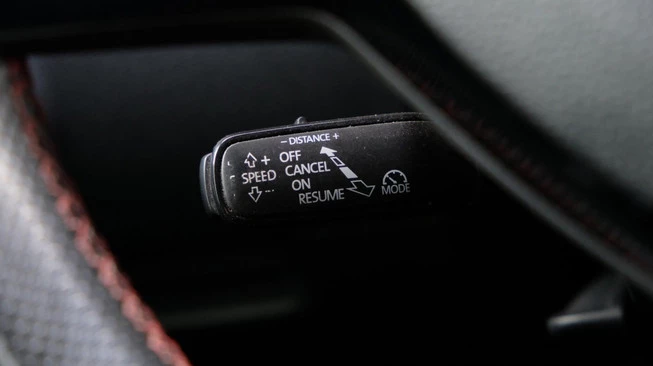 – DISTANCE +
+ OFF
CANCEL
SPEED
ON
– RESUME
MODE